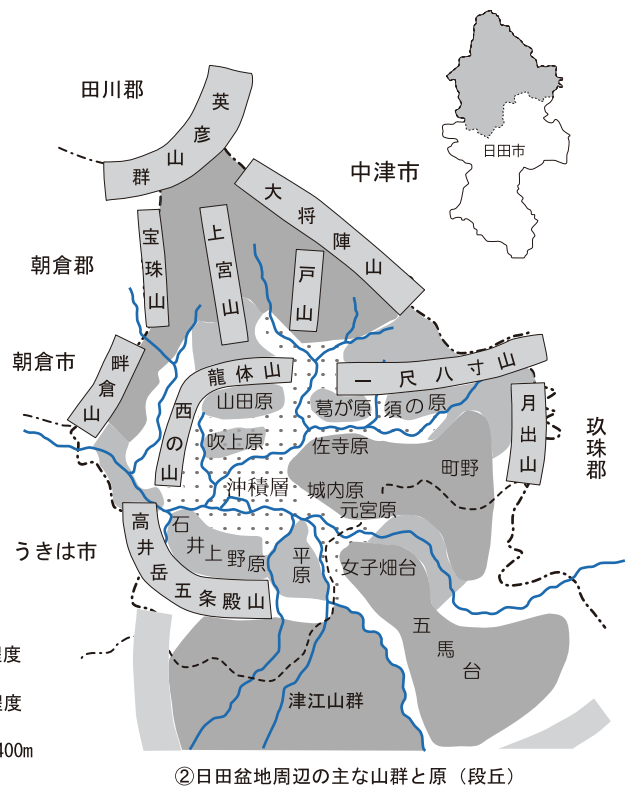 田川郡
英彦山群
中津市
日田市
大将陣山
朝倉郡
宝珠山
上宮山
戸山
朝倉市
畔倉山
龍体山
一尺八寸山
西の山
山田原
葛が原
須の原
月出山
玖珠郡
吹上原
佐寺原
町野
沖積層
城内原
元宮原
高井岳
石井
上野原
平原
女子畑台
うきは市
五条殿山
五馬台
程度
程度
400m
津江山群
②日田盆地周辺の主な山群と原（段丘）